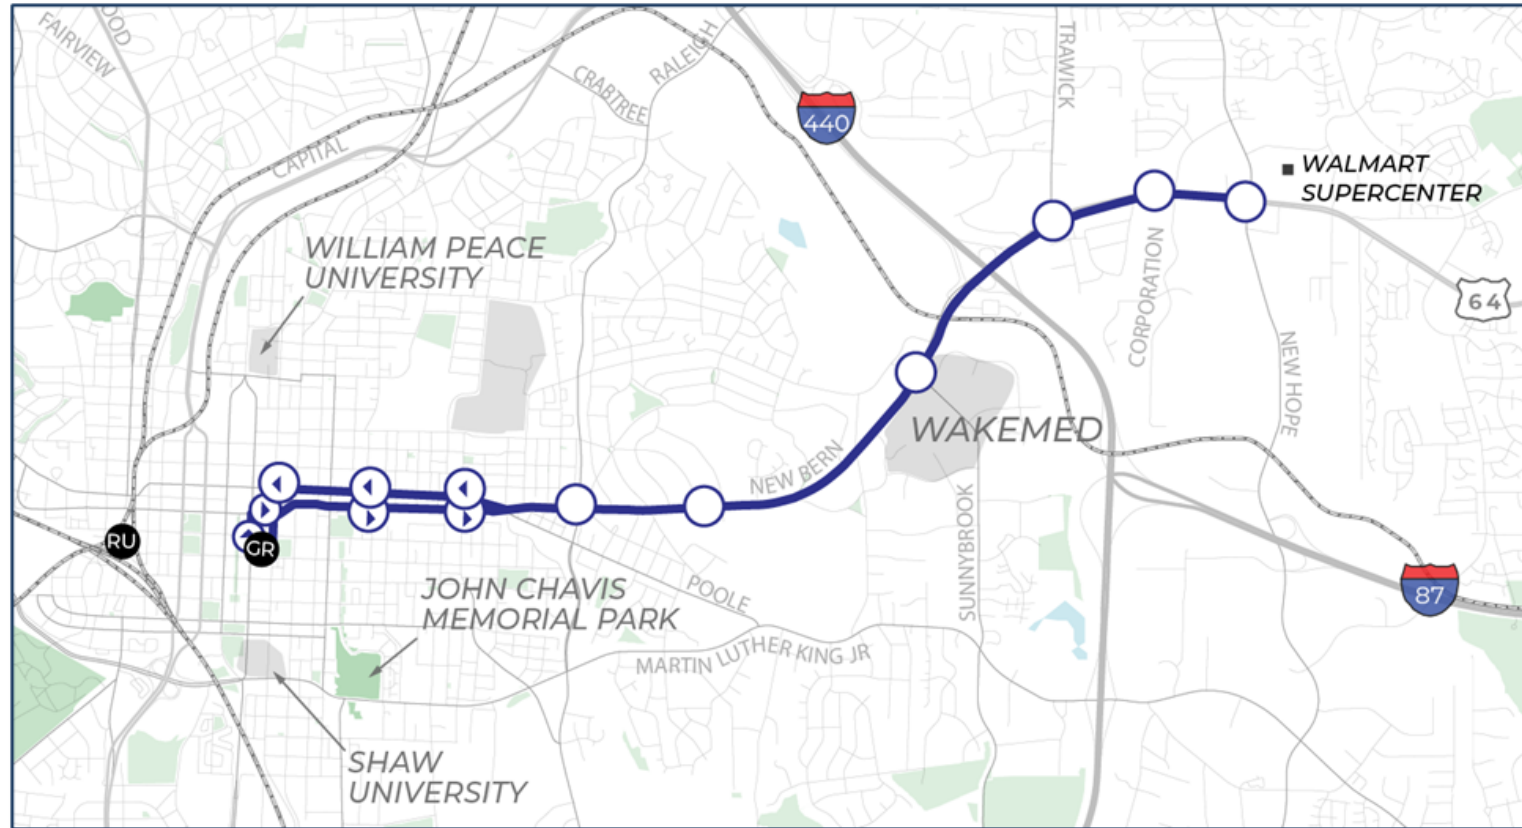 FAIRVIEW
OOD
CAPITAL
CRABTREE
RALEIGH
TRAWICK
440
WALMART
SUPERCENTER
WILLIAM PEACE
UNIVERSITY
CORPORATION
64
NEW HOPE
WAKEMED
NEW BERN
SUNNYBROOK
RU
GR
JOHN CHAVIS
MEMORIAL PARK
POOLE
87
MARTIN LUTHER KING JR
SHAW
UNIVERSITY